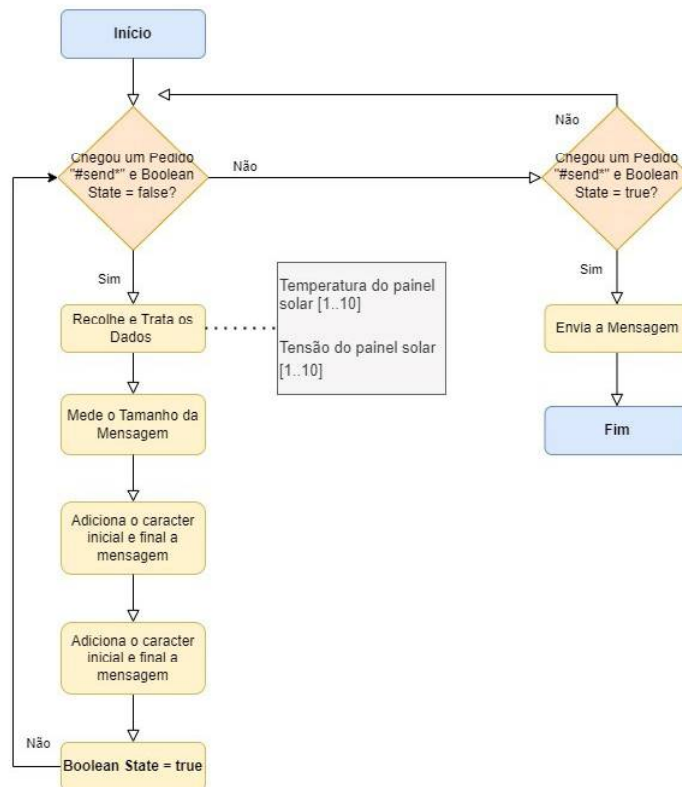 Início
Chegou um Pedido
"#send*" e Boolean
State = false?
Não
Não
Chegou um Pedido
"#send*" e Boolean
State = true?
Sim
Sim
Recolhe e Trata os
Dados
Temperatura do painel
solar [1..10]
Tensão do painel solar
[1..10]
Envia a Mensagem
Mede o Tamanho da
Mensagem
Fim
Adiciona o caracter
inicial e final a
mensagem
Adiciona o caracter
inicial e final a
mensagem
Não
Boolean State = true